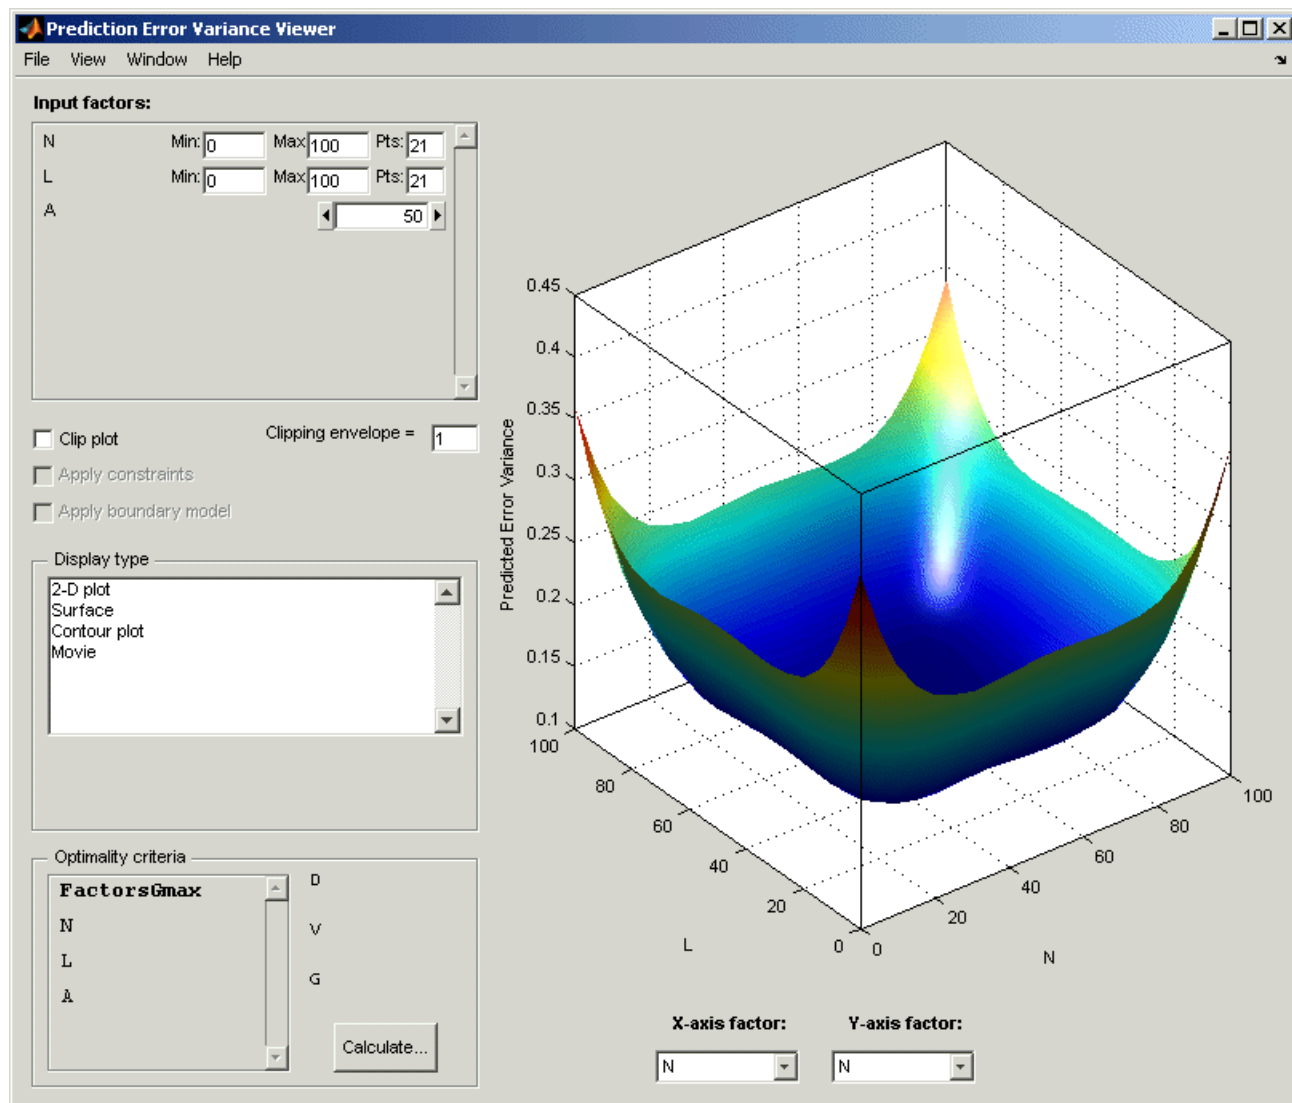 Prediction Error Variance Viewer
File View Window Help
Input factors:
N Min: 0 Max 100 Pts: 21
L Min: 0 Max 100 Pts: 21
A 50
Clip plot Clipping envelope = 1
Apply constraints
Apply boundary model
Display type
2-D plot
Surface
Contour plot
Movie
Optimality criteria
FactorsGmax
N
L
A
D
V
G
Calculate...
Predicted Error Variance
0.45
0.4
0.35
0.3
0.25
0.2
0.15
0.1
100
80
60
40
20
0
L
0
20
40
60
80
100
N
X-axis factor: Y-axis factor:
N N